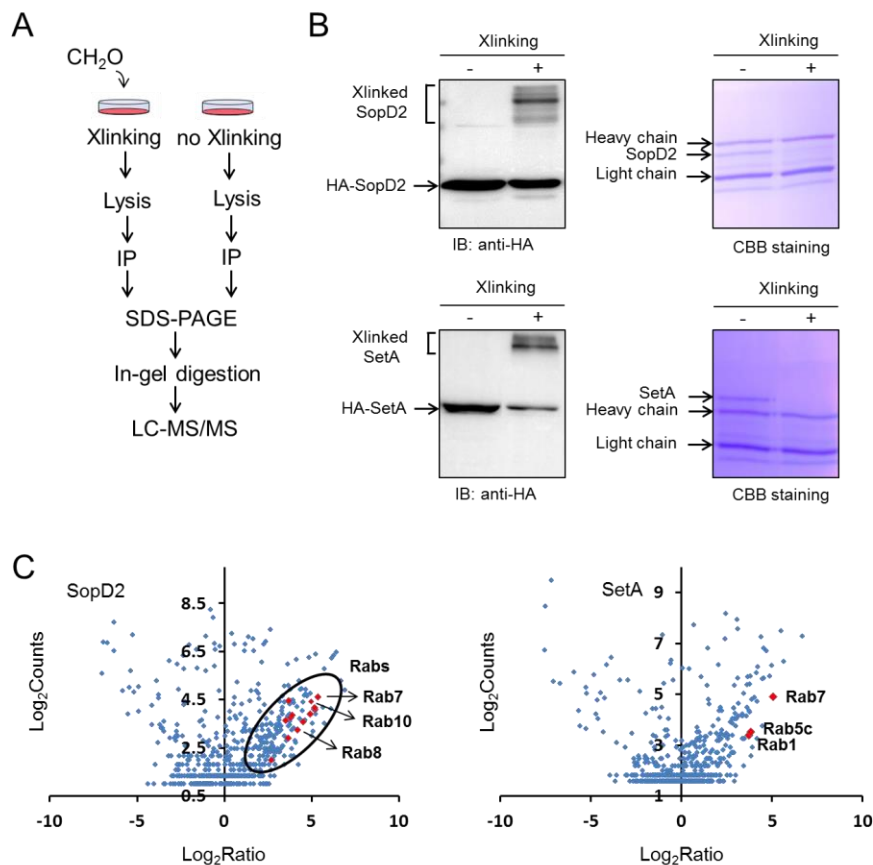 A
CH₂O
Xlinking no Xlinking
Lysis Lysis
IP IP
SDS-PAGE
In-gel digestion
LC-MS/MS
B
Xlinking
- +
Xlinked
SopD2
HA-SopD2
IB: anti-HA
Xlinking
- +
Heavy chain
SopD2
Light chain
CBB staining
Xlinking
- +
Xlinked
SetA
HA-SetA
IB: anti-HA
Xlinking
- +
SetA
Heavy chain
Light chain
CBB staining
C
SopD2
8.5
6.5
4.5
2.5
0.5
Rabs
Rab7
Rab10
Rab8
Log₂Counts
-10 -5 0 5 10
Log₂Ratio
SetA
9
7
5
3
1
Rab7
Rab5c
Rab1
Log₂Counts
-10 -5 0 5 10
Log₂Ratio